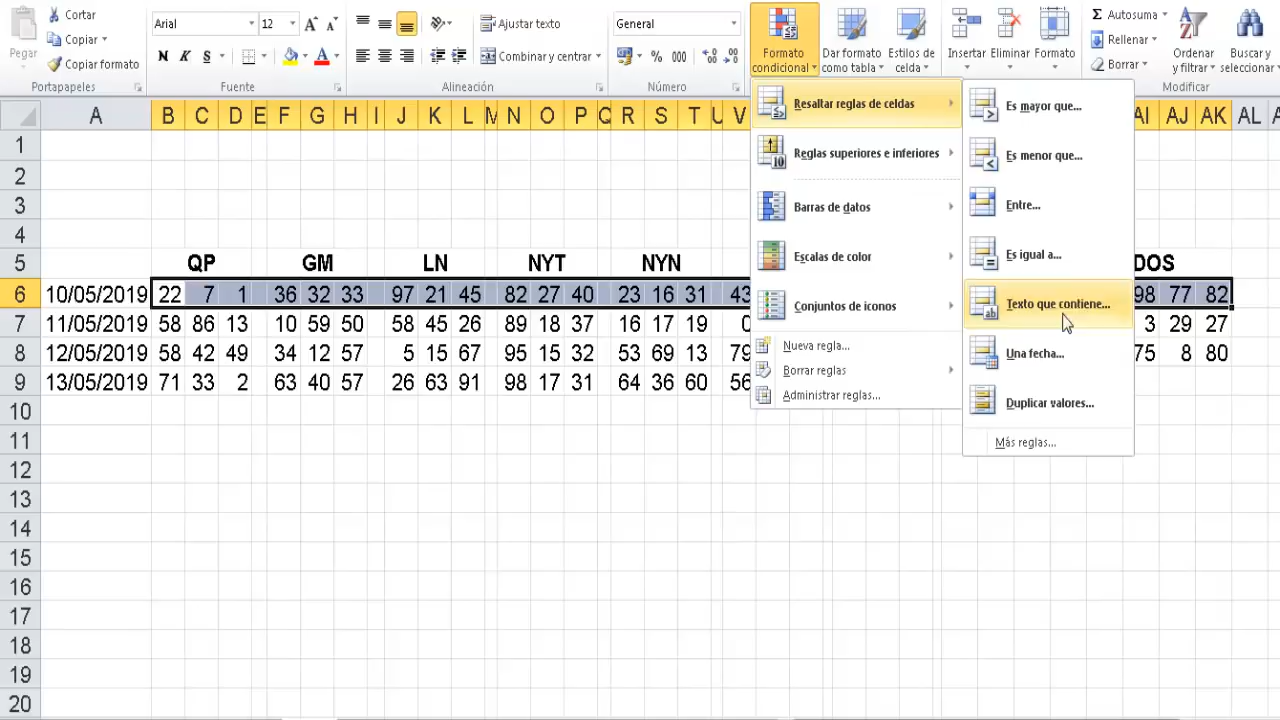 Cortar
Pegar
Copiar
Copiar formato
Portapapeles
Arial 12
N K S A
Fuente
Ajustar texto
Combinar y centrar
Alineación
General
% 000
Número
Formato condicional
Dar formato como tabla
Estilos de celda
Insertar
Eliminar
Formato
Autosuma
Rellenar
Borrar
Ordenar y filtrar
Buscar y seleccionar
Modificar
A B C D E F G H I J K L M N O P Q R S T U V AI AJ AK AL
1
2
3
4
5 QP GM LN NYT NYN DOS
6 10/05/2019 22 7 1 36 32 33 97 21 45 82 27 40 23 16 31 43 98 77 82
7 11/05/2019 58 86 13 10 59 50 58 45 26 89 18 37 16 17 19 0 3 29 27
8 12/05/2019 58 42 49 34 12 57 5 15 67 95 15 32 53 69 13 79 75 8 80
9 13/05/2019 71 33 2 63 40 57 26 63 91 98 17 31 64 36 60 56
10
11
12
13
14
15
16
17
18
19
20
Resaltar reglas de celdas
Reglas superiores e inferiores
Barras de datos
Escalas de color
Conjuntos de iconos
Nueva regla...
Borrar reglas
Administrar reglas...
Es mayor que...
Es menor que...
Entre...
Es igual a...
Texto que contiene...
Una fecha...
Duplicar valores...
Más reglas...